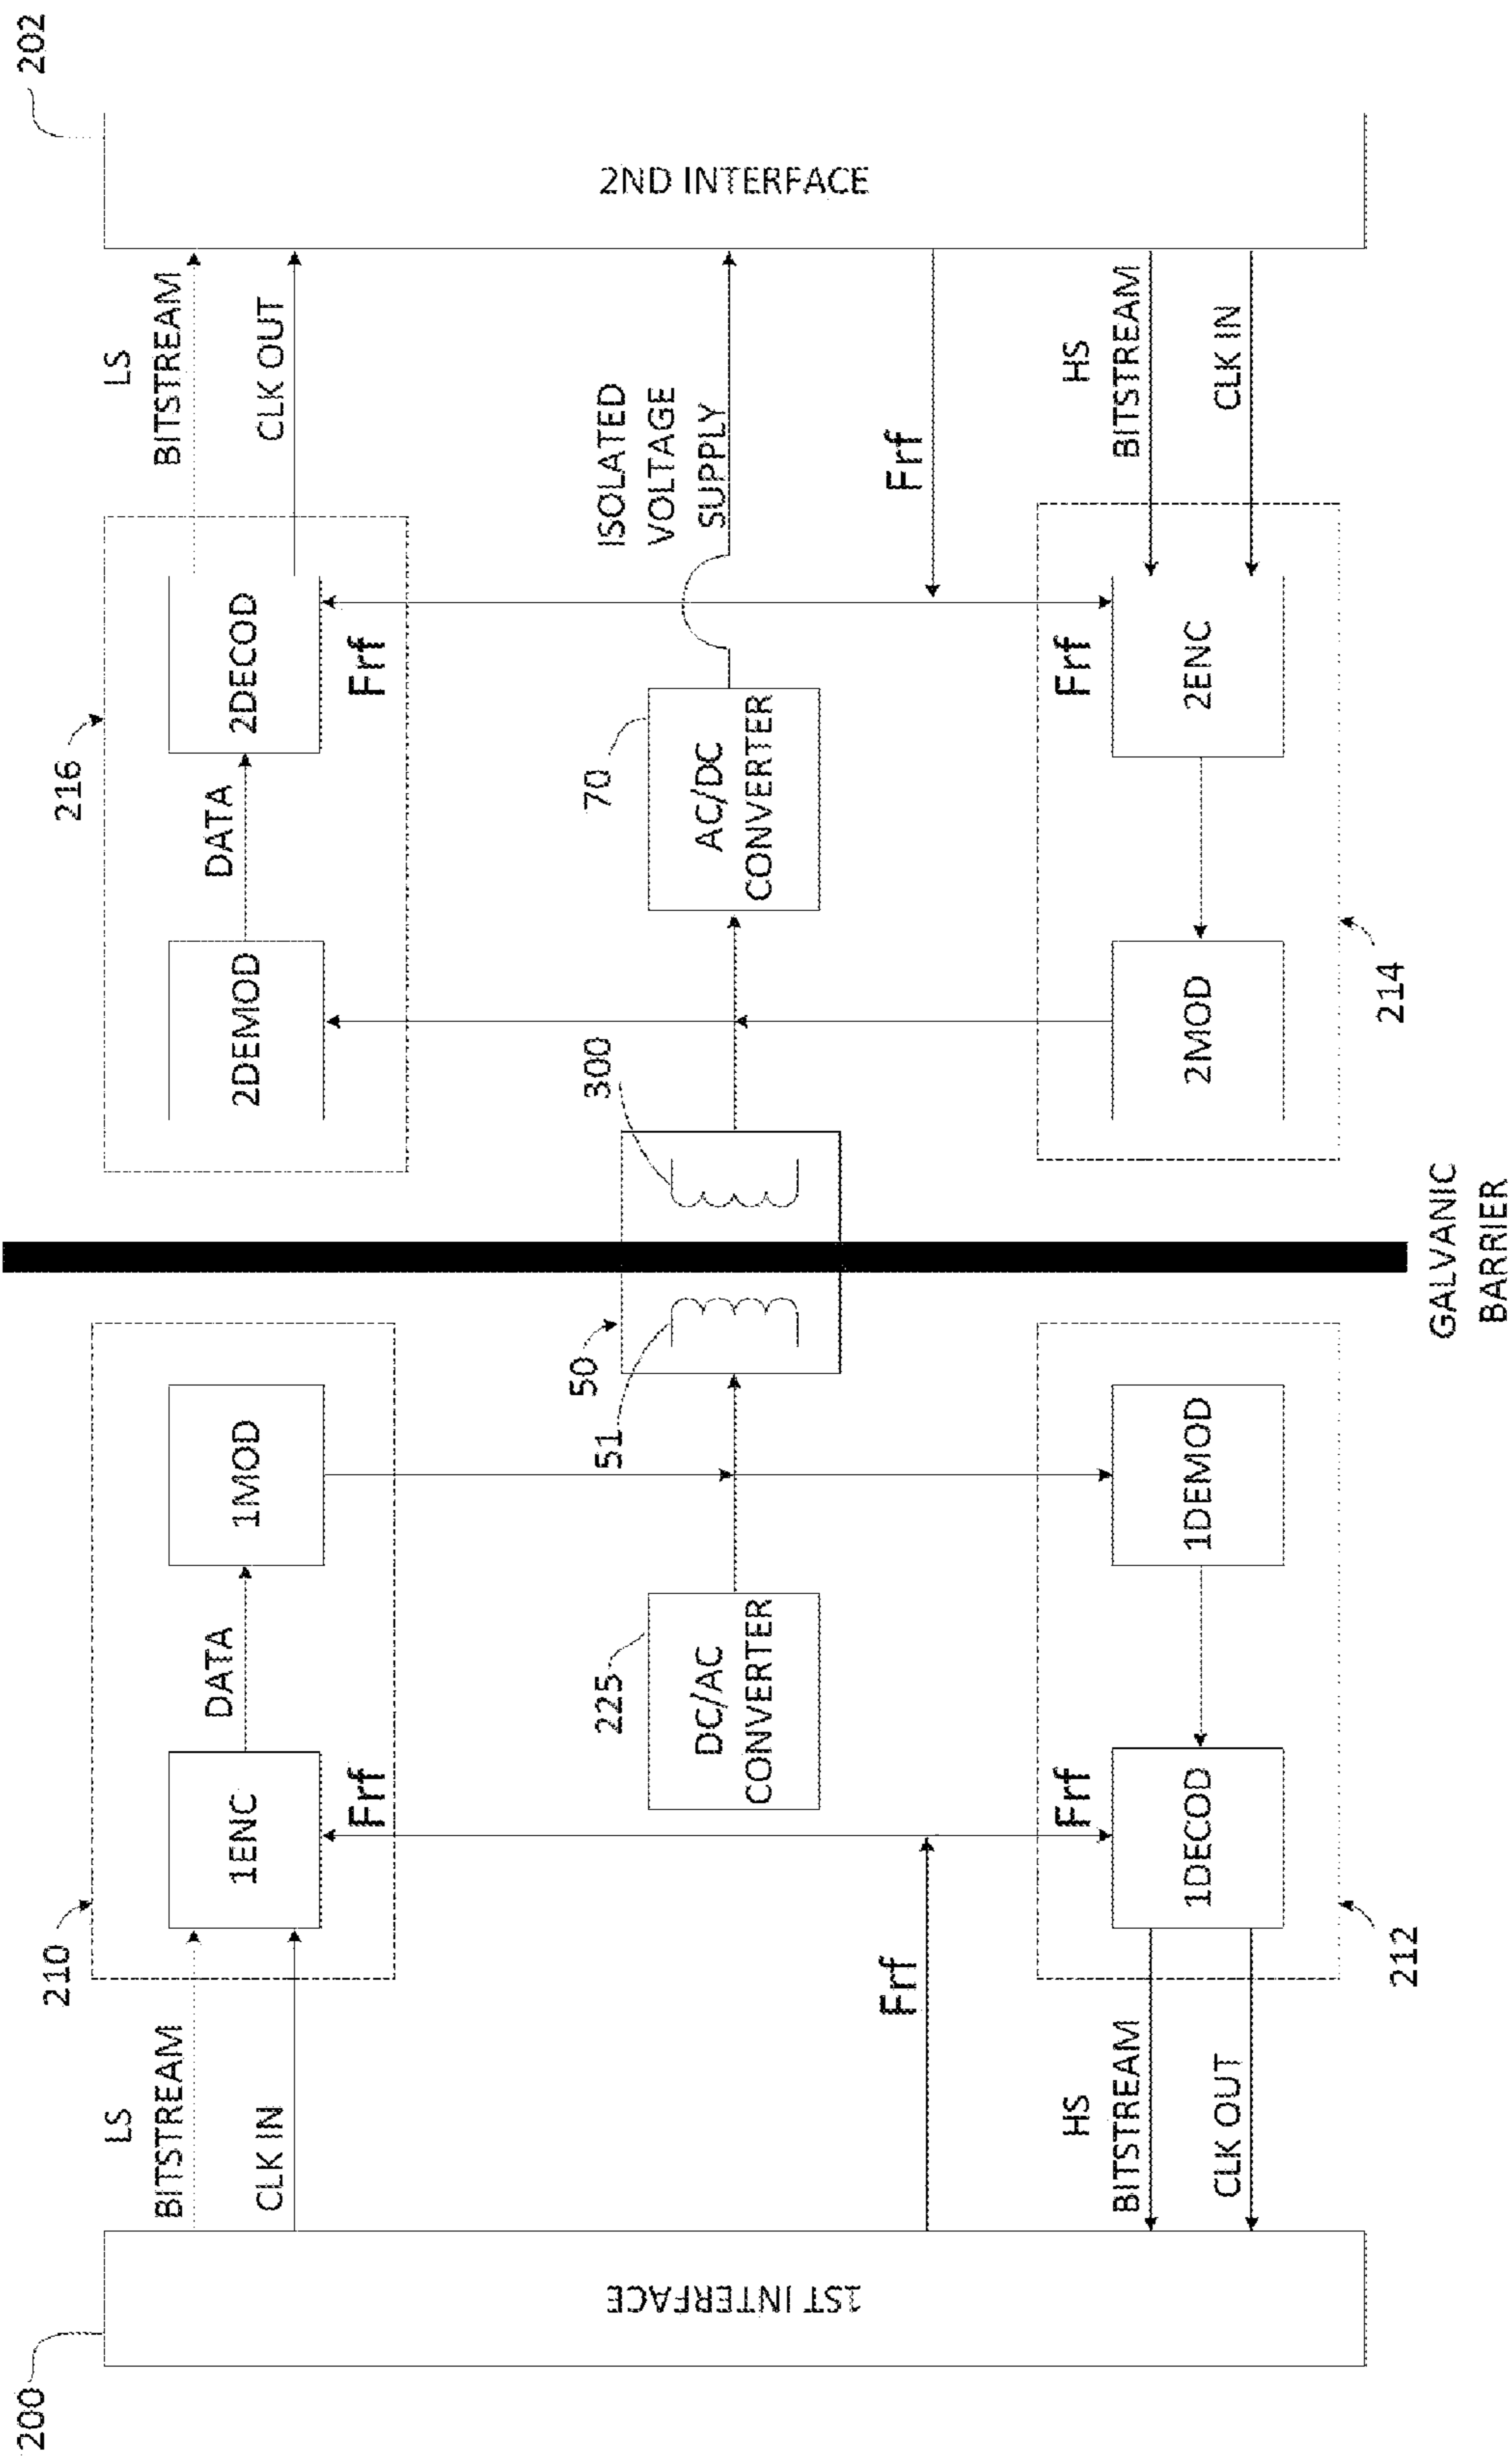 200
1ST INTERFACE
LS
BITSTREAM
CLK IN
210
1ENC
DATA
1MOD
Frf
Frf
225
DC/AC
CONVERTER
50
51
Frf
HS
BITSTREAM
CLK OUT
1DECOD
1DEMOD
212
GALVANIC
BARRIER
300
216
2DEMOD
DATA
2DECOD
Frf
LS
BITSTREAM
CLK OUT
70
AC/DC
CONVERTER
ISOLATED
VOLTAGE
SUPPLY
Frf
Frf
2MOD
2ENC
214
HS
BITSTREAM
CLK IN
2ND INTERFACE
202